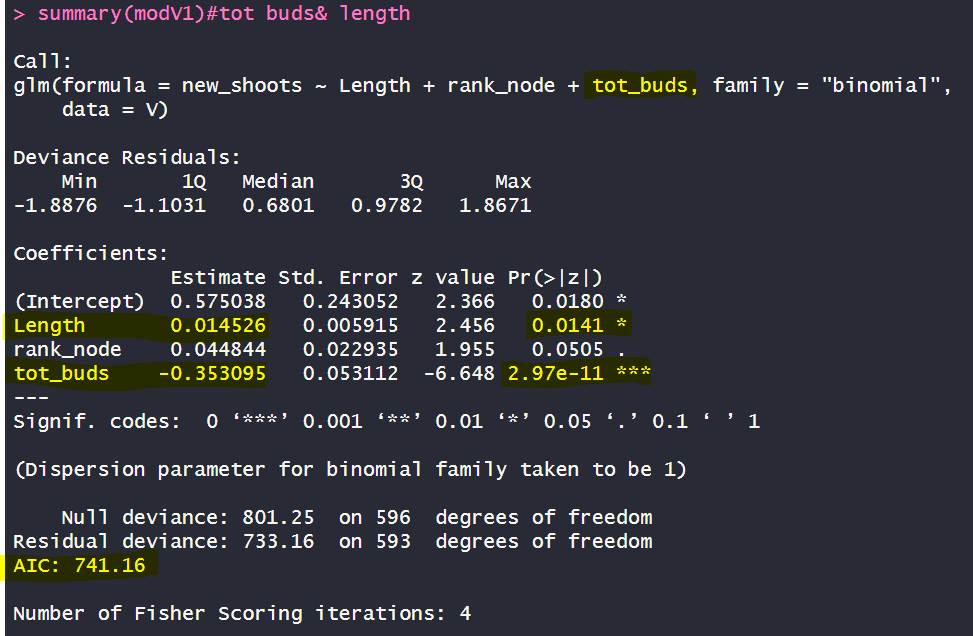 > summary(modV1)#tot buds& length
Call:
glm(formula = new_shoots ~ Length + rank_node + tot_buds, family = "binomial",
    data = V)
Deviance Residuals:
    Min       1Q   Median       3Q      Max
-1.8876  -1.1031   0.6801   0.9782   1.8671
Coefficients:
             Estimate Std. Error z value Pr(>|z|)
(Intercept)  0.575038   0.243052   2.366   0.0180 *
Length       0.014526   0.005915   2.456   0.0141 *
rank_node    0.044844   0.022935   1.955   0.0505 .
tot_buds    -0.353095   0.053112  -6.648 2.97e-11 ***
---
Signif. codes:  0 ‘***’ 0.001 ‘**’ 0.01 ‘*’ 0.05 ‘.’ 0.1 ‘ ’ 1
(Dispersion parameter for binomial family taken to be 1)
    Null deviance: 801.25  on 596  degrees of freedom
Residual deviance: 733.16  on 593  degrees of freedom
AIC: 741.16
Number of Fisher Scoring iterations: 4